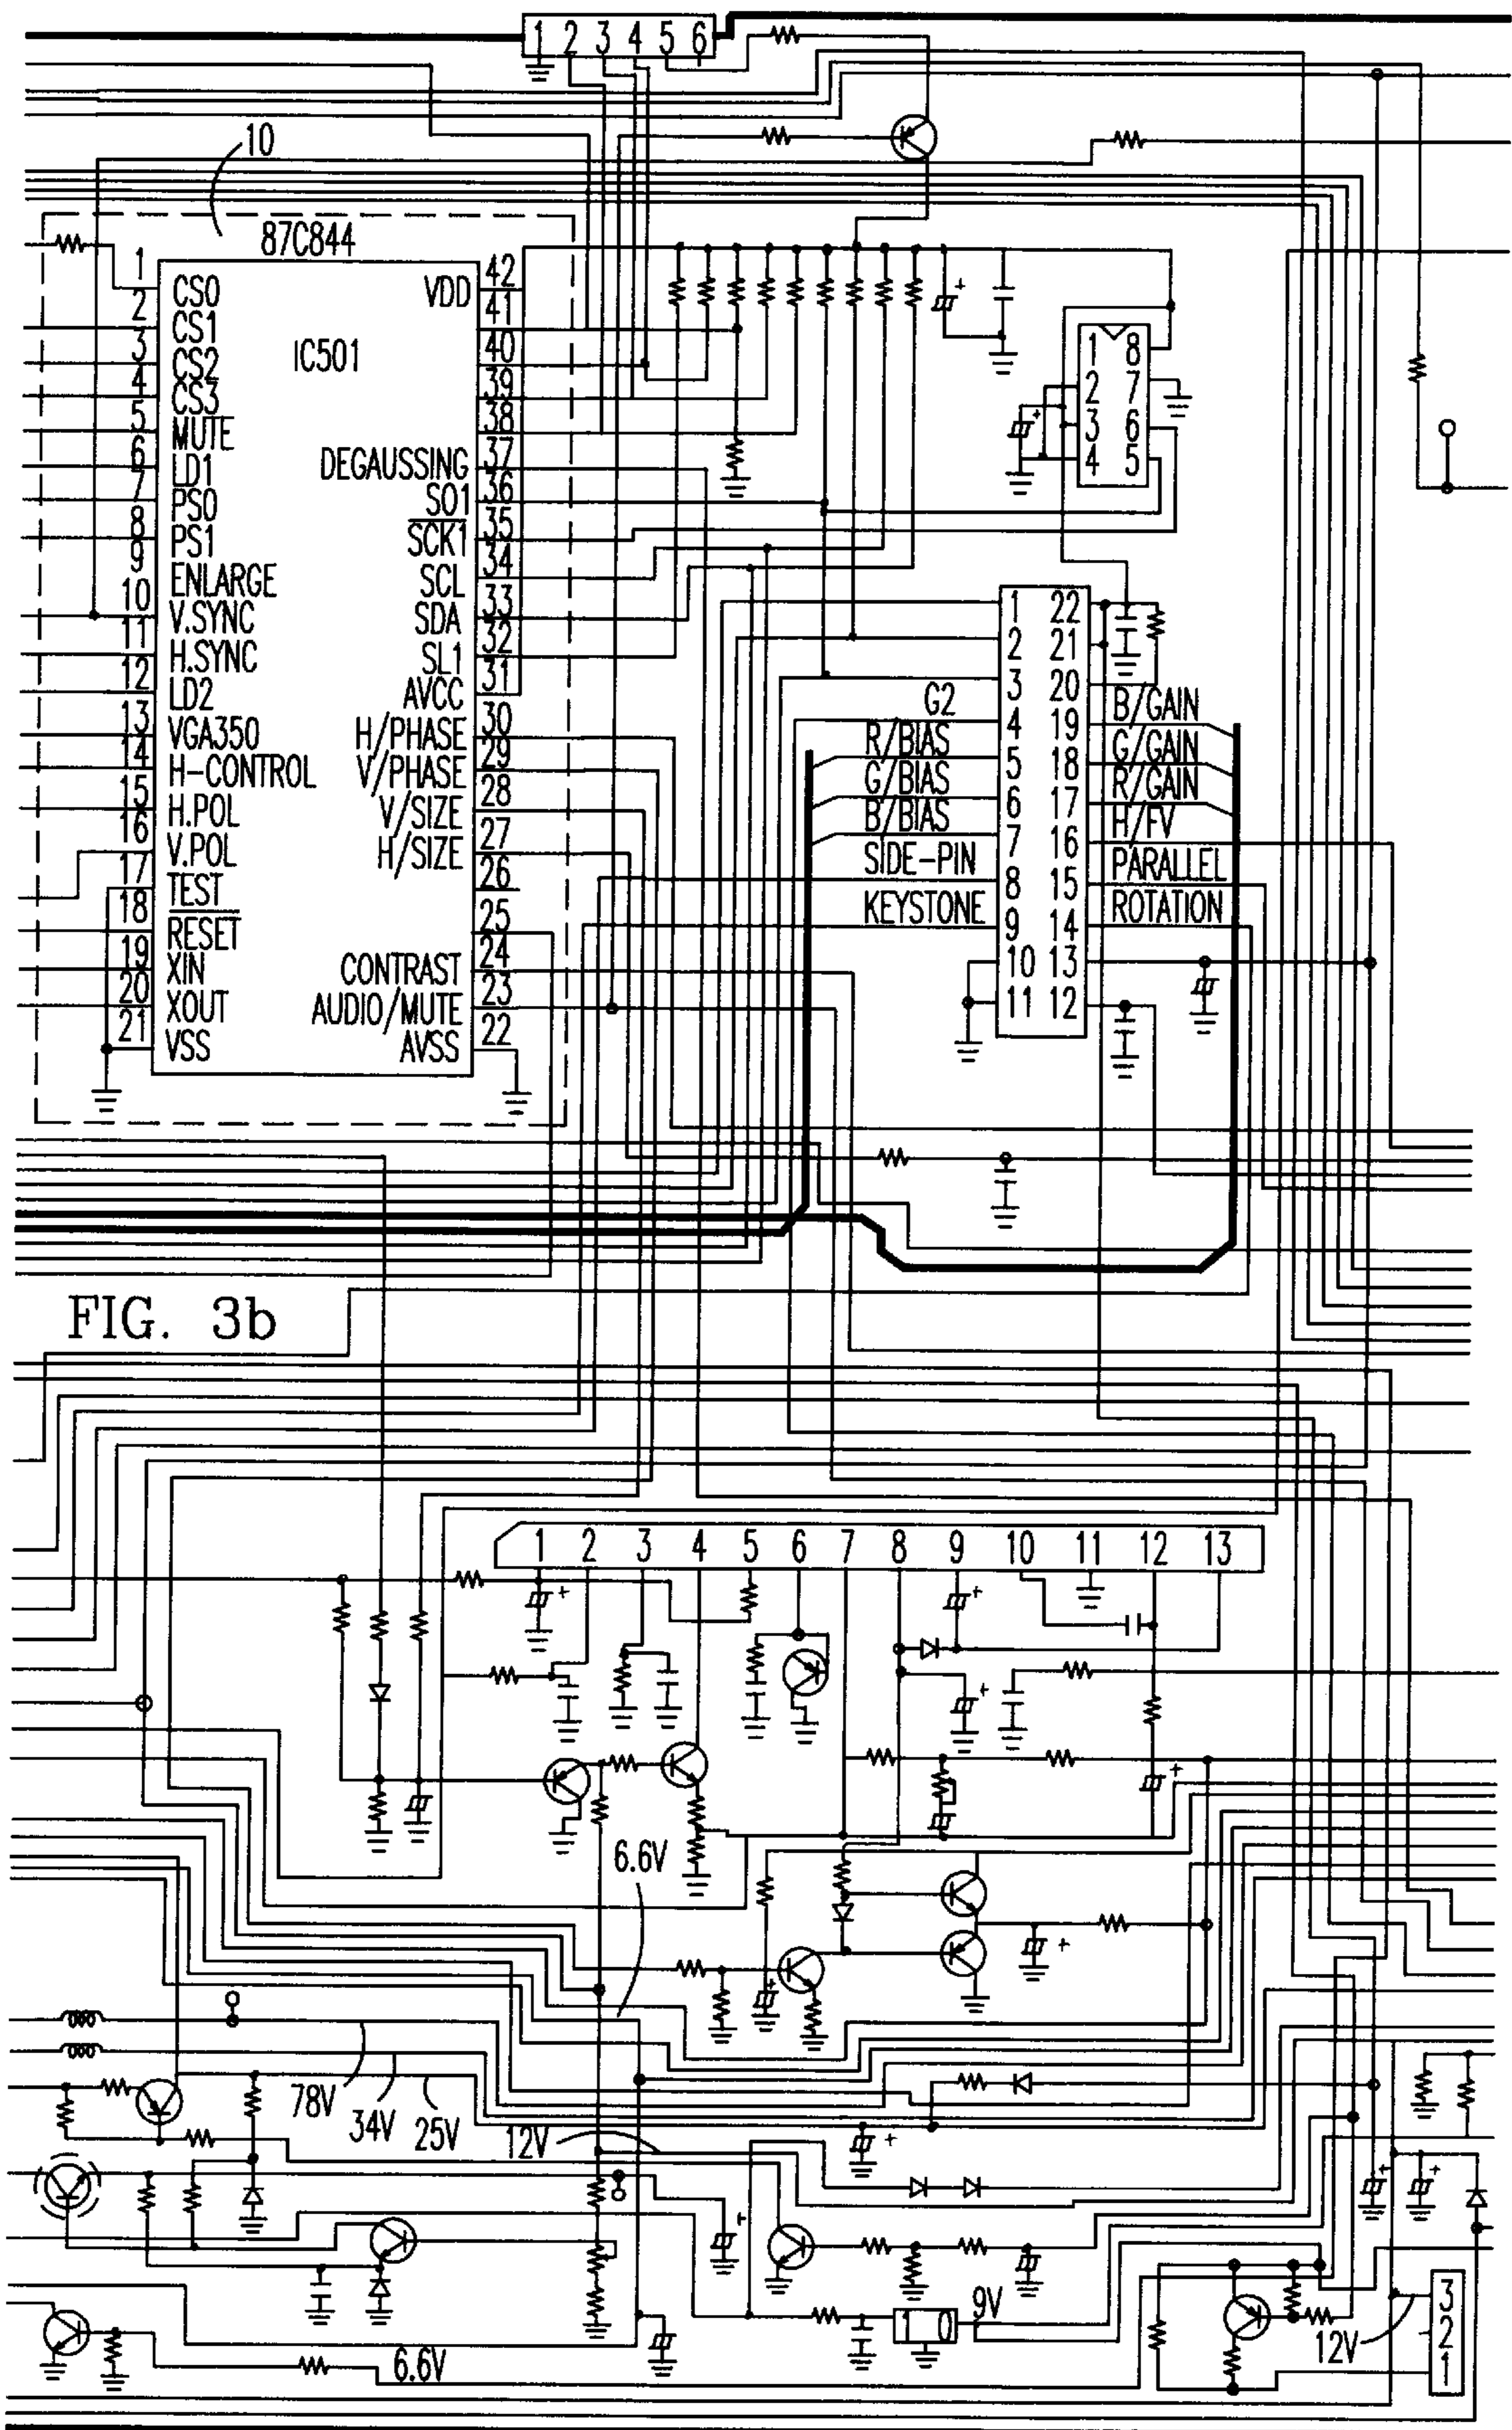 1 2 3 4 5 6
10
87C844
IC501
1 CS0
2 CS1
3 CS2
4 CS3
5 MUTE
6 LD1
7 PS0
8 PS1
9 ENLARGE
10 V.SYNC
11 H.SYNC
12 LD2
13 VGA350
14 H-CONTROL
15 H.POL
16 V.POL
17 TEST
18 RESET
19 XIN
20 XOUT
21 VSS
VDD 42
41
40
39
38
DEGAUSSING 37
SO1 36
SCK1 35
SCL 34
SDA 33
SL1 32
AVCC 31
H/PHASE 30
V/PHASE 29
V/SIZE 28
H/SIZE 27
26
25
CONTRAST 24
AUDIO/MUTE 23
AVSS 22
1 8
2 7
3 6
4 5
1 22
2 21
3 20
G2 4 19 B/GAIN
R/BIAS 5 18 G/GAIN
G/BIAS 6 17 R/GAIN
B/BIAS 7 16 H/FV
SIDE-PIN 8 15 PARALLEL
KEYSTONE 9 14 ROTATION
10 13
11 12
FIG. 3b
1 2 3 4 5 6 7 8 9 10 11 12 13
6.6V
78V
34V
25V
12V
1 0
9V
12V
3
2
1
6.6V